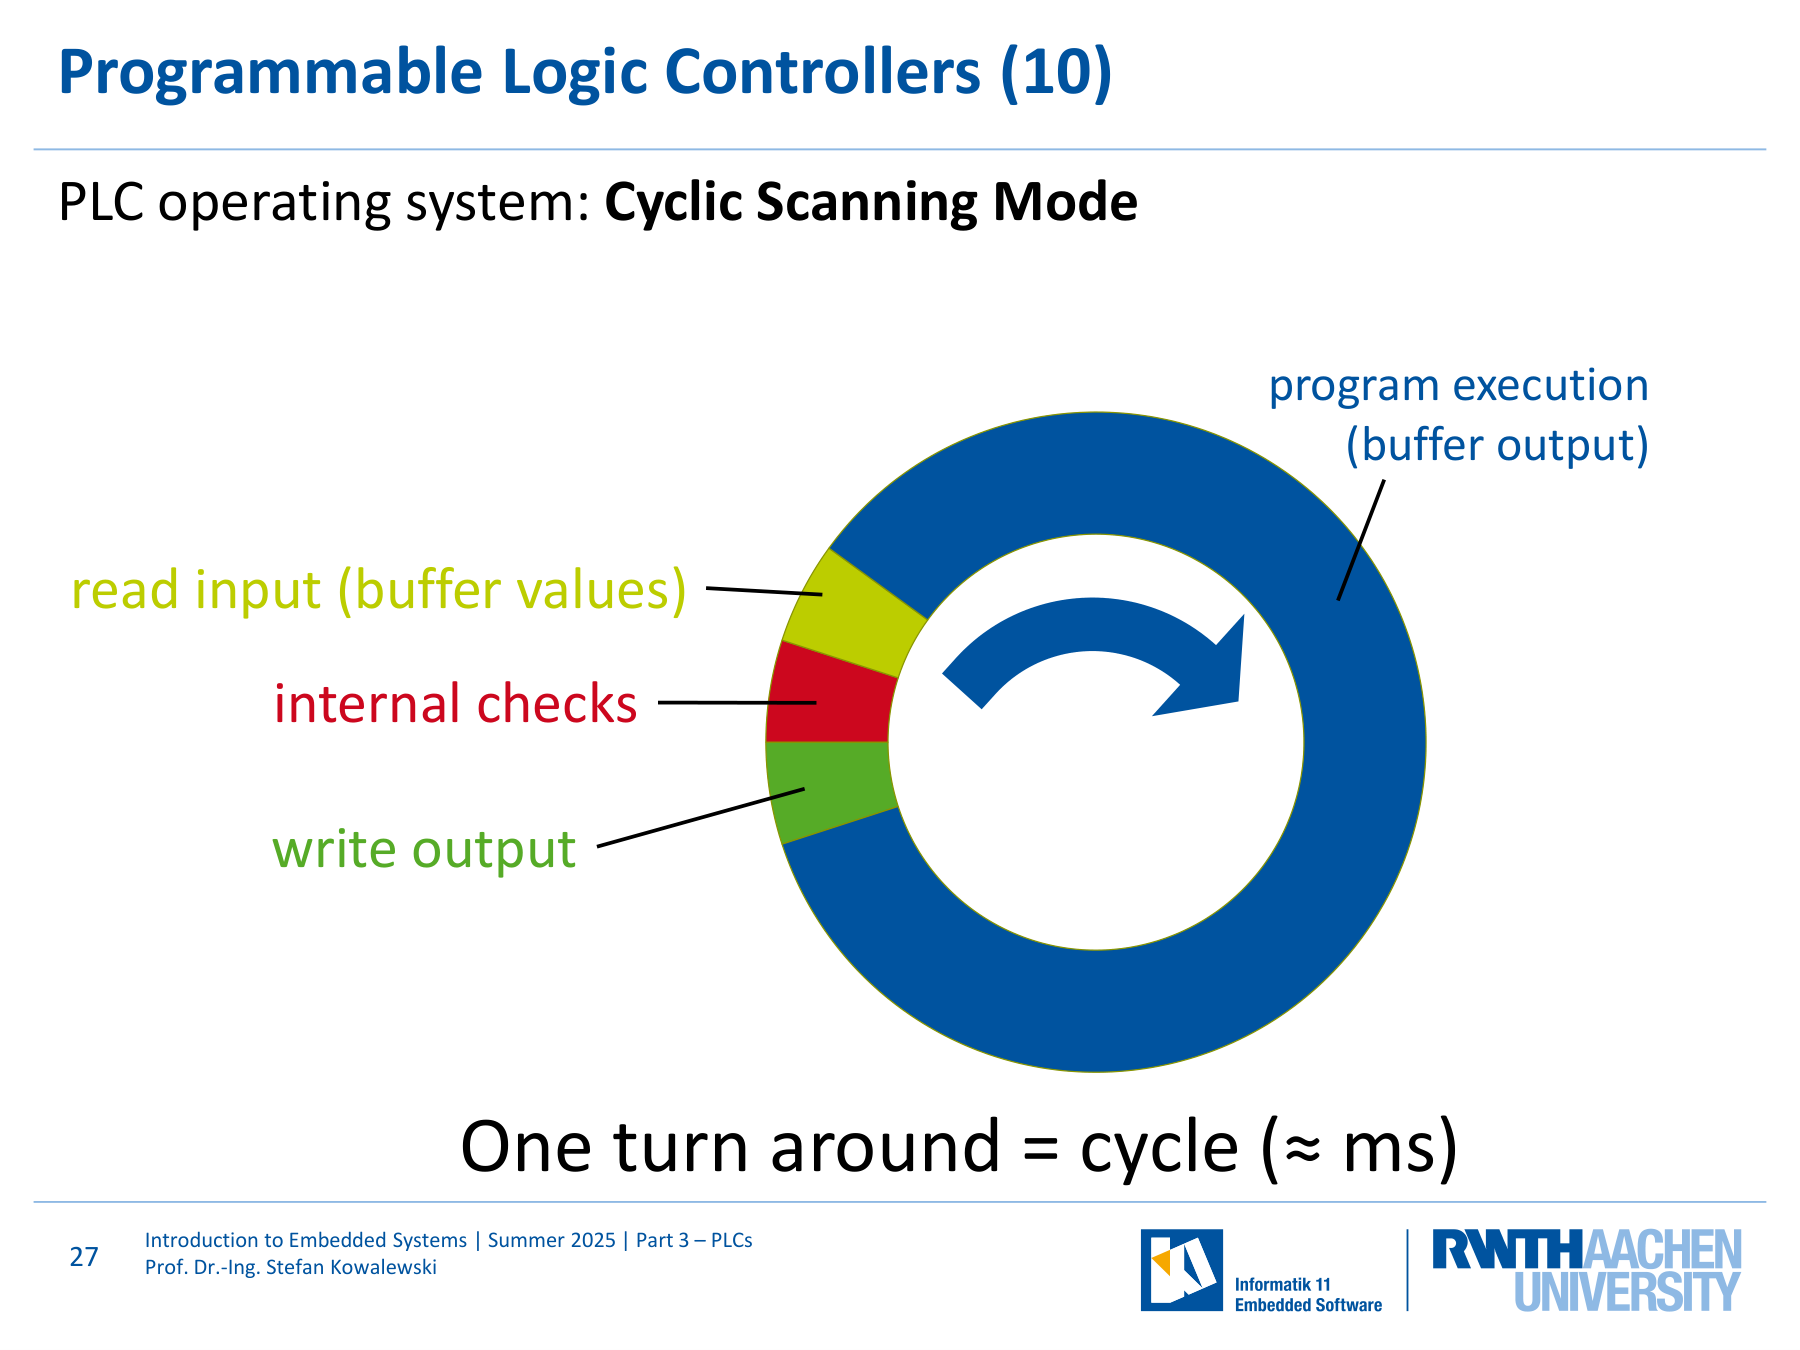 Programmable Logic Controllers (10)
PLC operating system: Cyclic Scanning Mode
program execution
(buffer output)
read input (buffer values)
internal checks
write output
One turn around = cycle (≈ ms)
27
Introduction to Embedded Systems | Summer 2025 | Part 3 – PLCs
Prof. Dr.-Ing. Stefan Kowalewski
Informatik 11
Embedded Software
RWTHAACHEN
UNIVERSITY